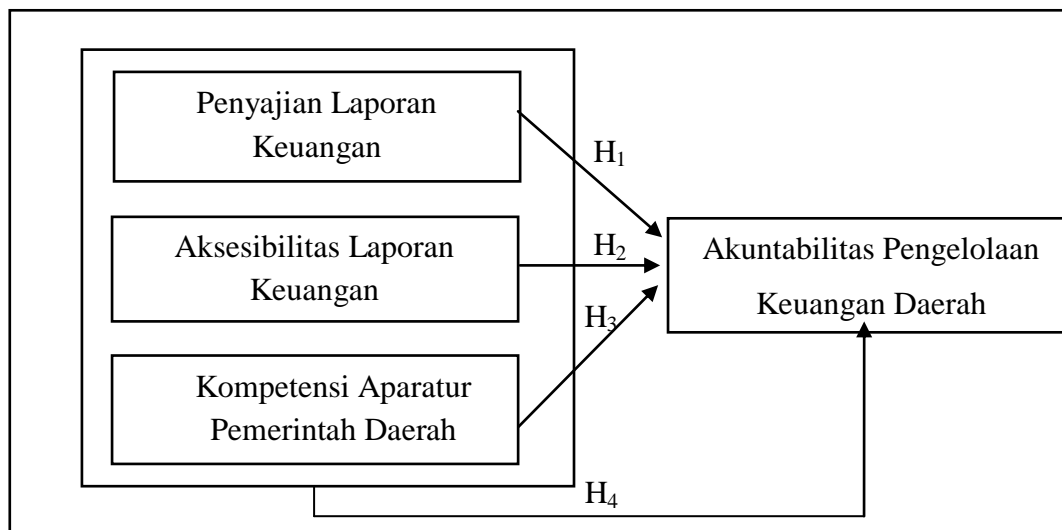 Penyajian Laporan
Keuangan
H₁
Aksesibilitas Laporan
Keuangan
H₂
Akuntabilitas Pengelolaan
Keuangan Daerah
H₃
Kompetensi Aparatur
Pemerintah Daerah
H₄